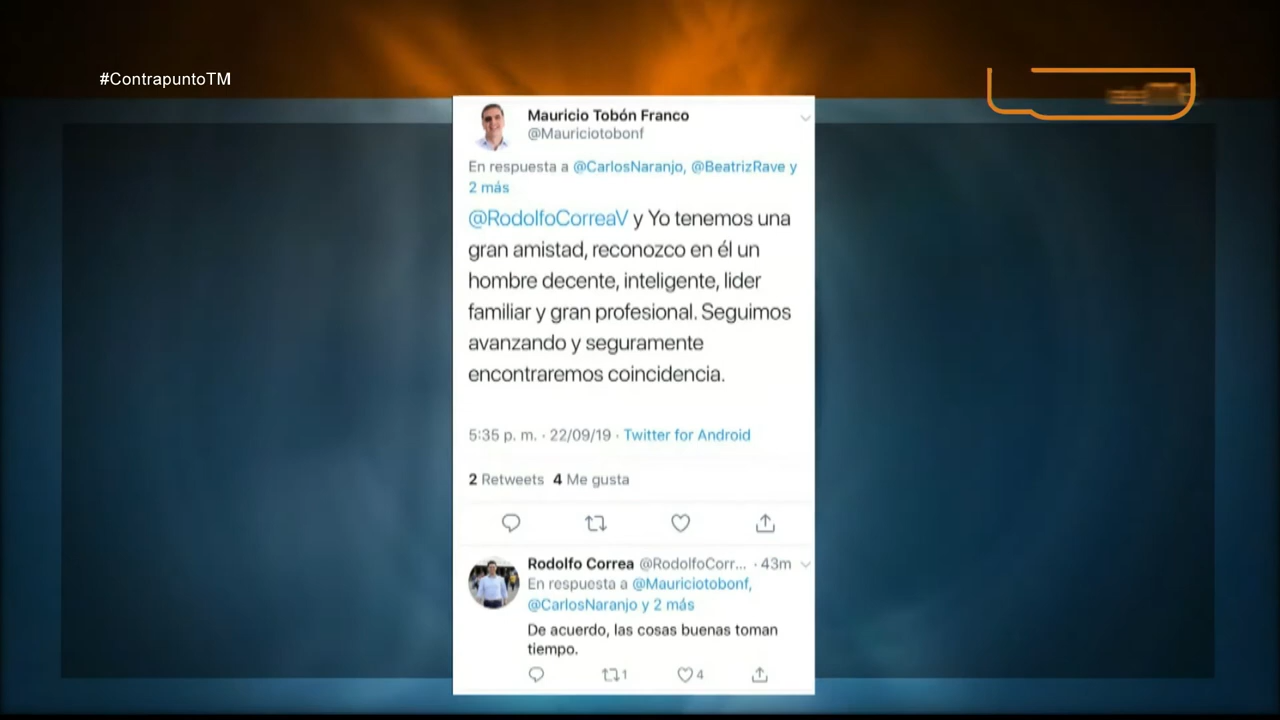 #ContrapuntoTM
Mauricio Tobón Franco
@Mauriciotobonf
En respuesta a @CarlosNaranjo, @BeatrizRave y
2 más
@RodolfoCorreaV y Yo tenemos una
gran amistad, reconozco en él un
hombre decente, inteligente, lider
familiar y gran profesional. Seguimos
avanzando y seguramente
encontraremos coincidencia.
5:35 p. m. · 22/09/19 · Twitter for Android
2 Retweets 4 Me gusta
Rodolfo Correa @RodolfoCorr... · 43m
En respuesta a @Mauriciotobonf,
@CarlosNaranjo y 2 más
De acuerdo, las cosas buenas toman
tiempo.
1 4